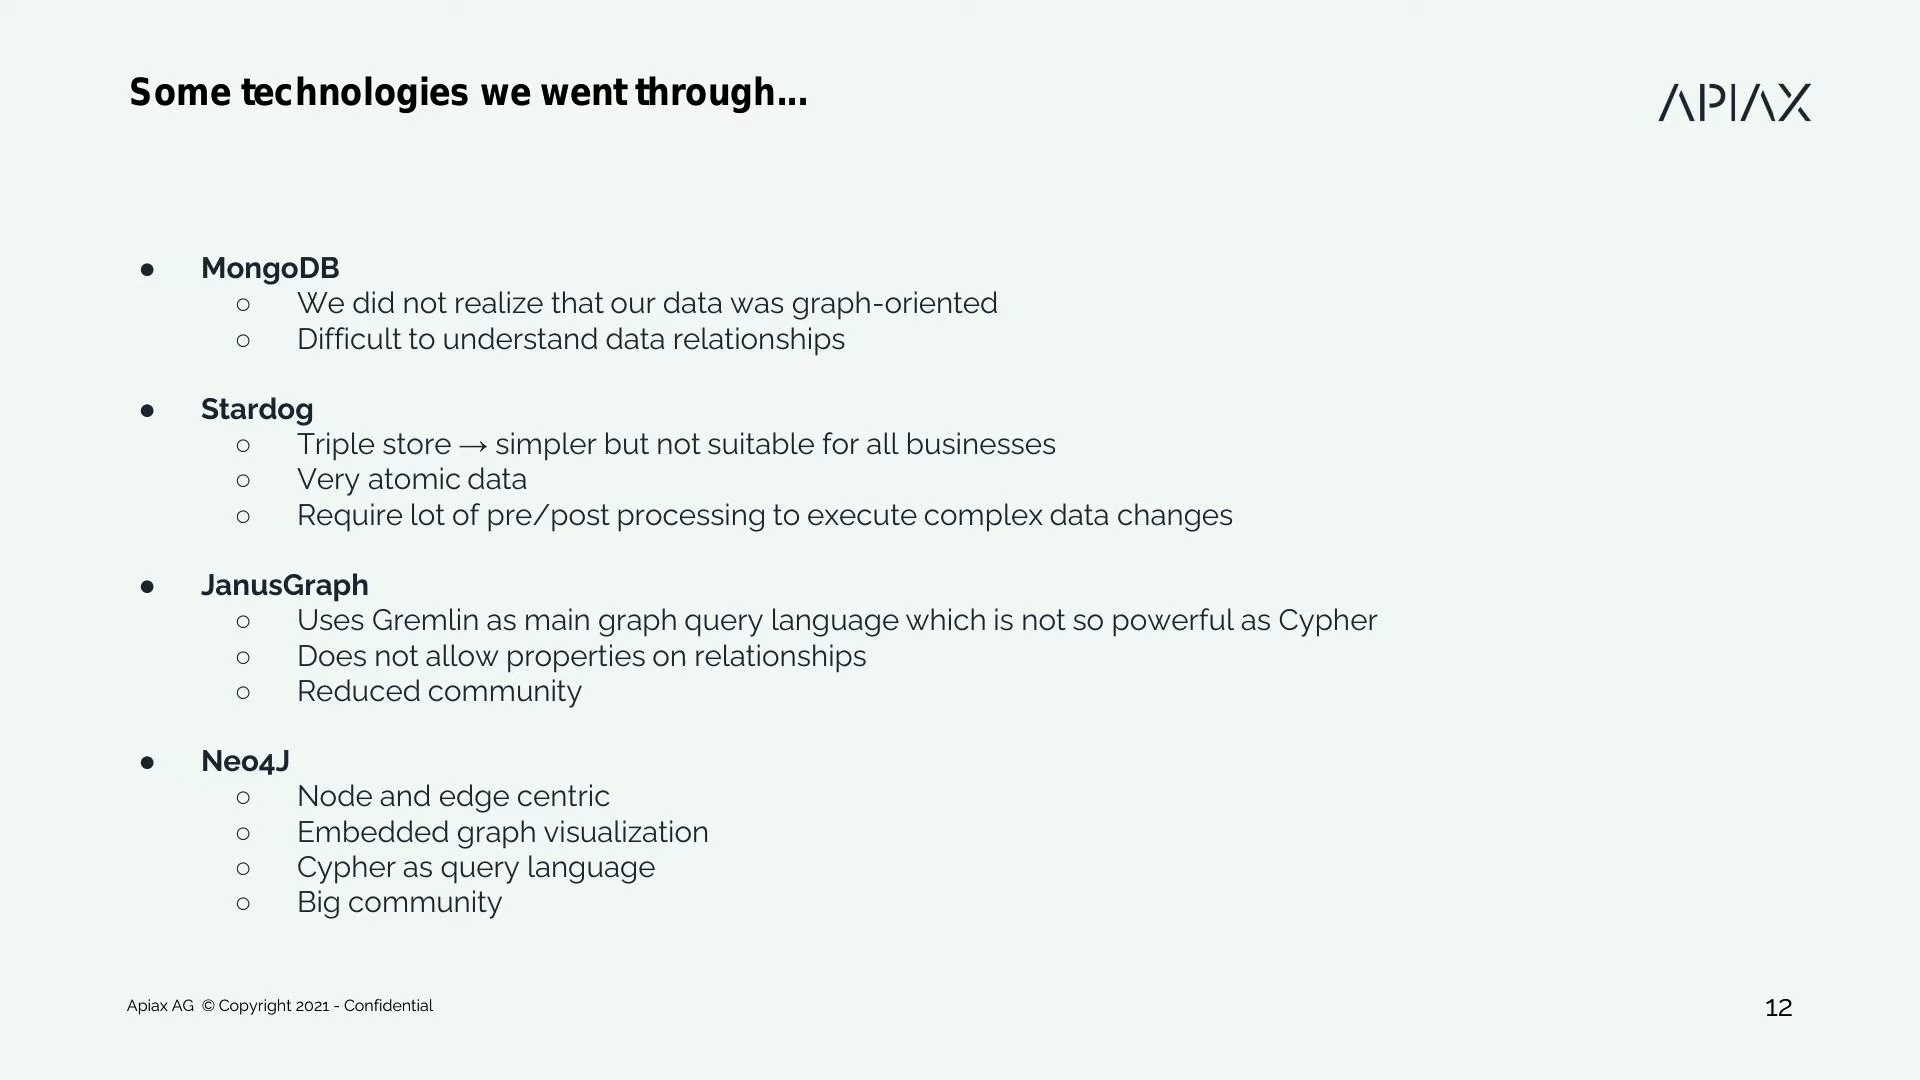 Some technologies we went through...
APIAX
● MongoDB
○ We did not realize that our data was graph-oriented
○ Difficult to understand data relationships
● Stardog
○ Triple store → simpler but not suitable for all businesses
○ Very atomic data
○ Require lot of pre/post processing to execute complex data changes
● JanusGraph
○ Uses Gremlin as main graph query language which is not so powerful as Cypher
○ Does not allow properties on relationships
○ Reduced community
● Neo4J
○ Node and edge centric
○ Embedded graph visualization
○ Cypher as query language
○ Big community
Apiax AG © Copyright 2021 - Confidential
12